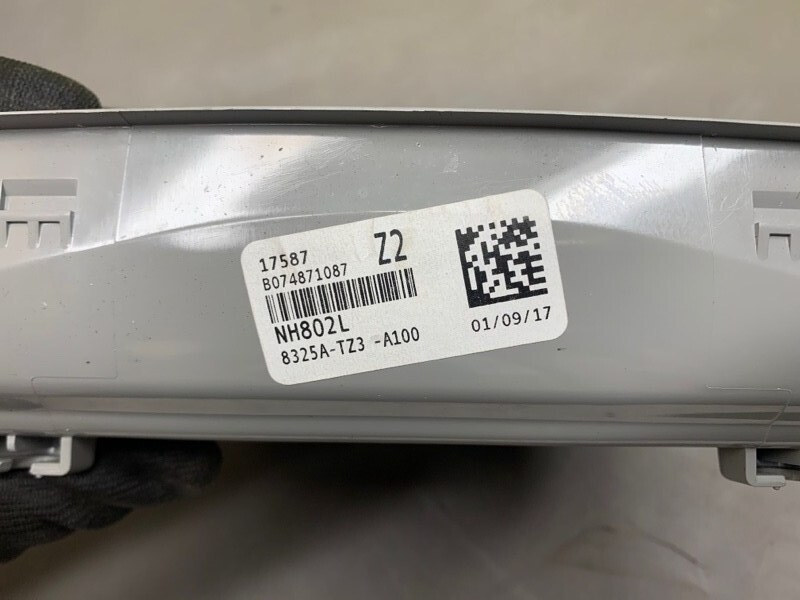 17587 Z2
B074871087
NH802L
8325A-TZ3 -A100
01/09/17